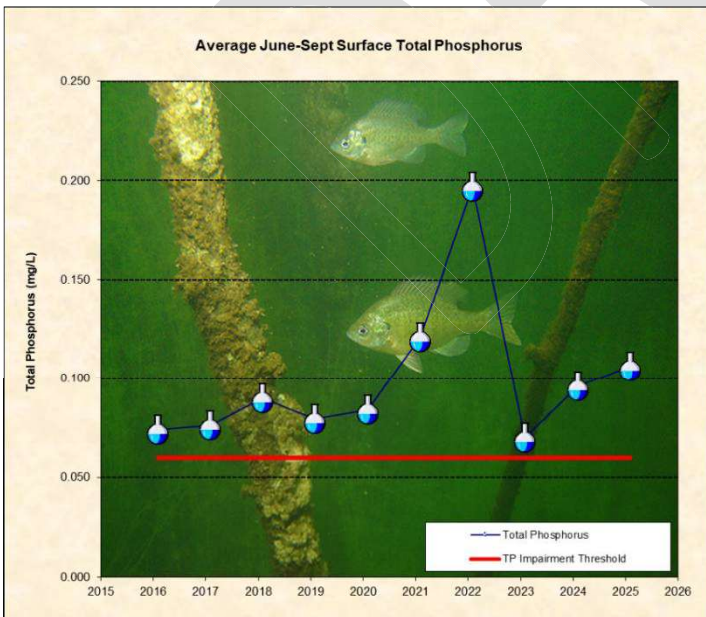 Average June-Sept Surface Total Phosphorus
Total Phosphorus (mg/L)
0.250
0.200
0.150
0.100
0.050
0.000
2015 2016 2017 2018 2019 2020 2021 2022 2023 2024 2025 2026
Total Phosphorus
TP Impairment Threshold